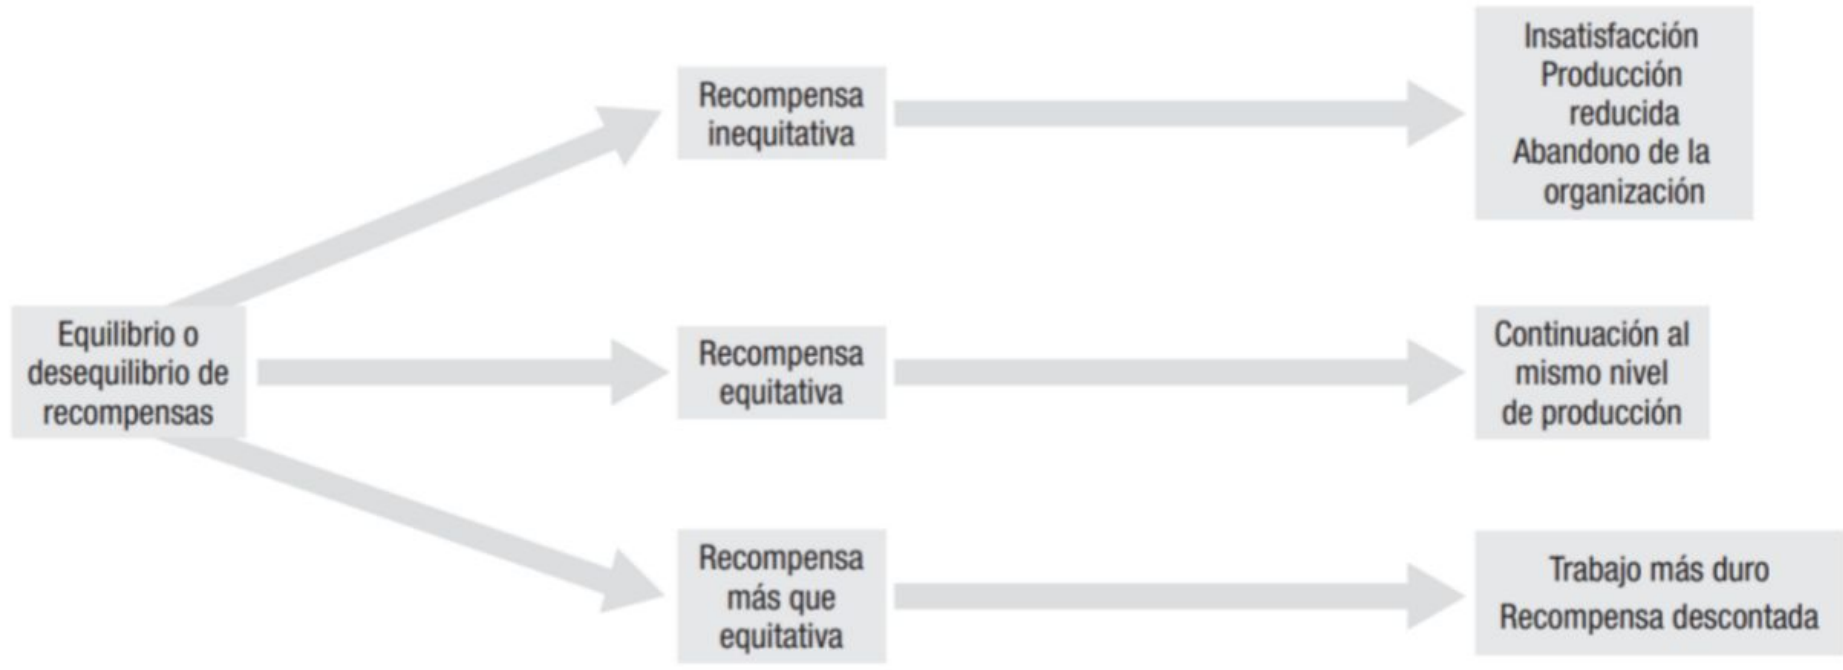 Equilibrio o
desequilibrio de
recompensas
Recompensa
inequitativa
Insatisfacción
Producción
reducida
Abandono de la
organización
Recompensa
equitativa
Continuación al
mismo nivel
de producción
Recompensa
más que
equitativa
Trabajo más duro
Recompensa descontada